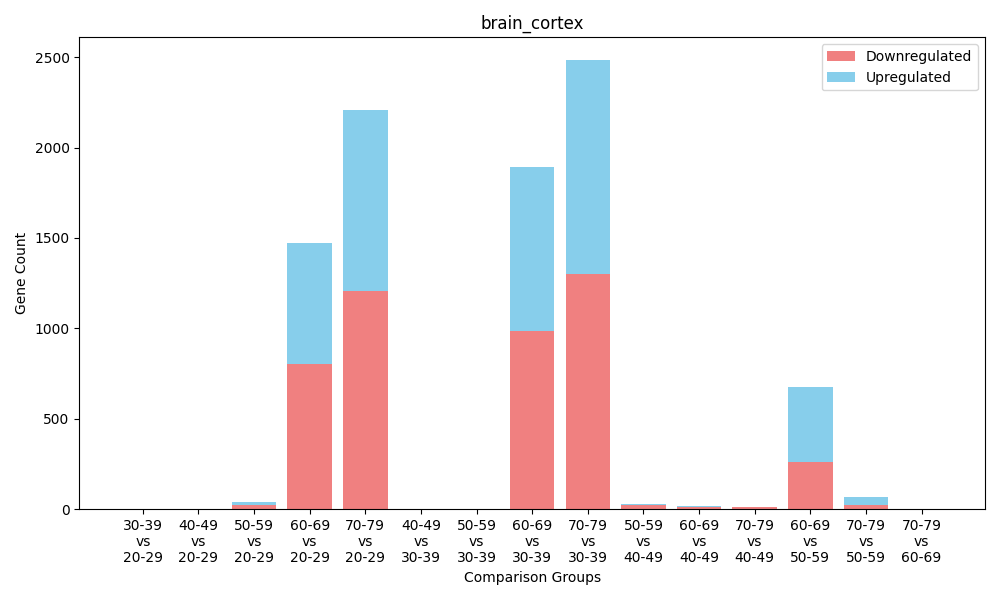 brain_cortex
Downregulated
Upregulated
Gene Count
2500
2000
1500
1000
500
0
30-39 40-49 50-59 60-69 70-79 40-49 50-59 60-69 70-79 50-59 60-69 70-79 60-69 70-79 70-79
vs vs vs vs vs vs vs vs vs vs vs vs vs vs vs
20-29 20-29 20-29 20-29 20-29 30-39 30-39 30-39 30-39 40-49 40-49 40-49 50-59 50-59 60-69
Comparison Groups